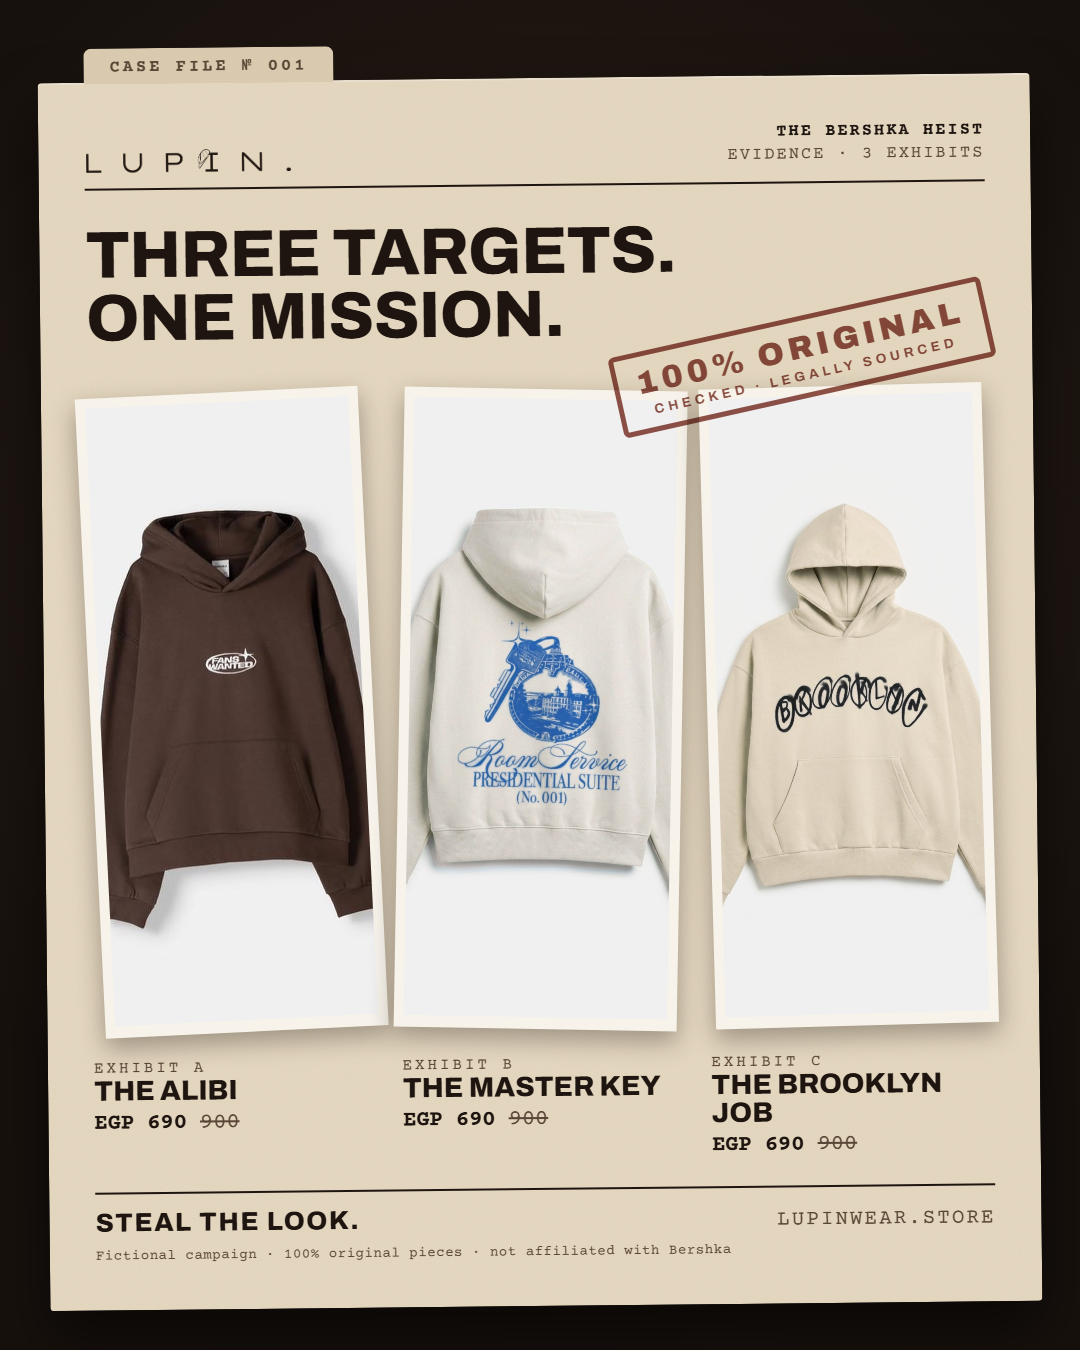 CASE FILE № 001
LUPIN.
THE BERSHKA HEIST
EVIDENCE · 3 EXHIBITS
THREE TARGETS.
ONE MISSION.
100% ORIGINAL
CHECKED · LEGALLY SOURCED
FANS
WANTED
Room Service
PRESIDENTIAL SUITE
(No. 001)
BROOKLYN
EXHIBIT A
THE ALIBI
EGP 690 900
EXHIBIT B
THE MASTER KEY
EGP 690 900
EXHIBIT C
THE BROOKLYN
JOB
EGP 690 900
STEAL THE LOOK.
LUPINWEAR.STORE
Fictional campaign · 100% original pieces · not affiliated with Bershka